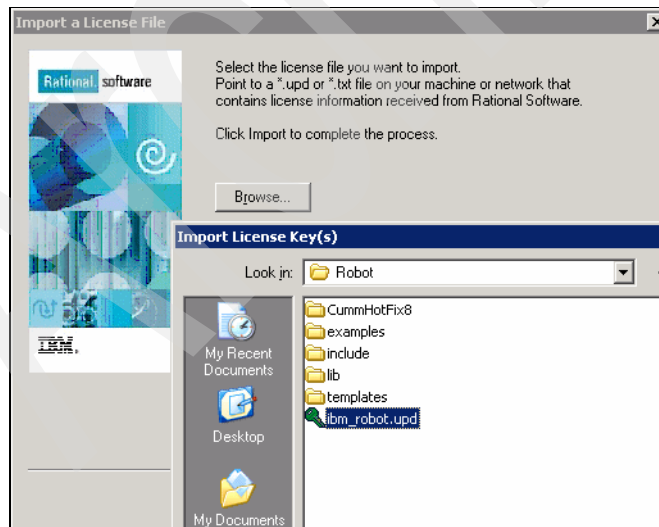 Import a License File
Rational software
Select the license file you want to import.
Point to a *.upd or *.txt file on your machine or network that
contains license information received from Rational Software.
Click Import to complete the process.
Browse...
IBM.
Import License Key(s)
Look in:
Robot
CummHotFix8
examples
include
lib
templates
ibm_robot.upd
My Recent
Documents
Desktop
My Documents